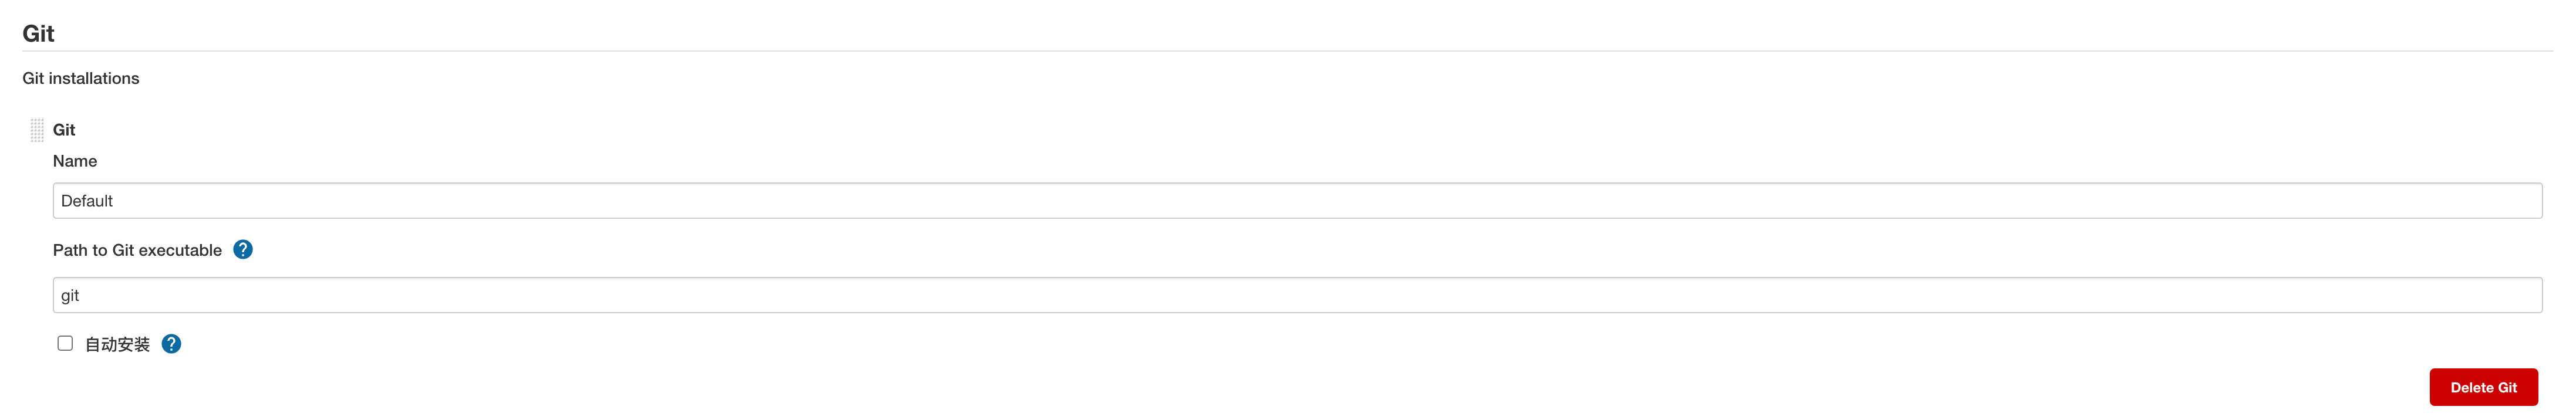 Git
Git installations
Git
Name
Default
Path to Git executable ?
git
自动安装 ?
Delete Git